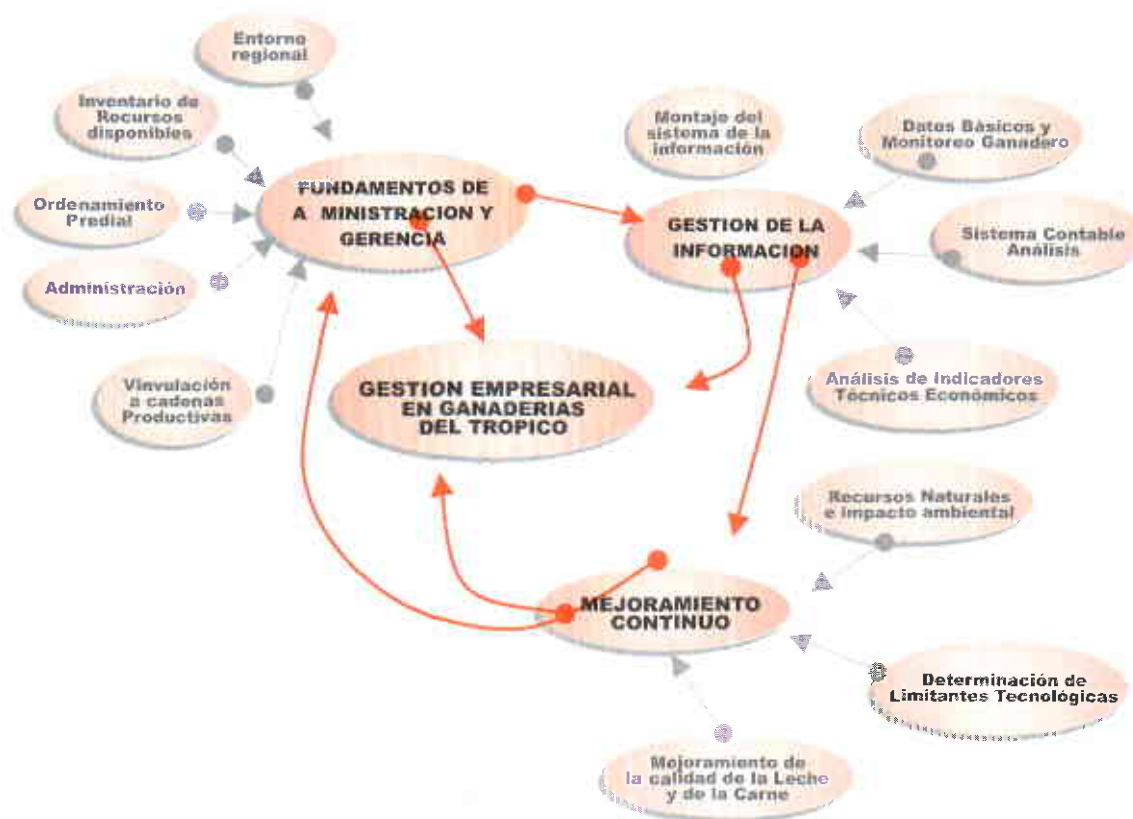 Entorno
regional
Inventario de
Recursos
disponibles
Ordenamiento
Predial
Administración
Vinvulación
a cadenas
Productivas
FUNDAMENTOS DE
A MINISTRACION Y
GERENCIA
Montaje del
sistema de la
información
Datos Básicos y
Monitoreo Ganadero
GESTION DE LA
INFORMACION
Sistema Contable
Análisis
Análisis de Indicadores
Técnicos Económicos
GESTION EMPRESARIAL
EN GANADERIAS
DEL TROPICO
Recursos Naturales
e impacto ambiental
MEJORAMIENTO
CONTINUO
Determinación de
Limitantes Tecnológicas
Mejoramiento de
la calidad de la Leche
y de la Carne